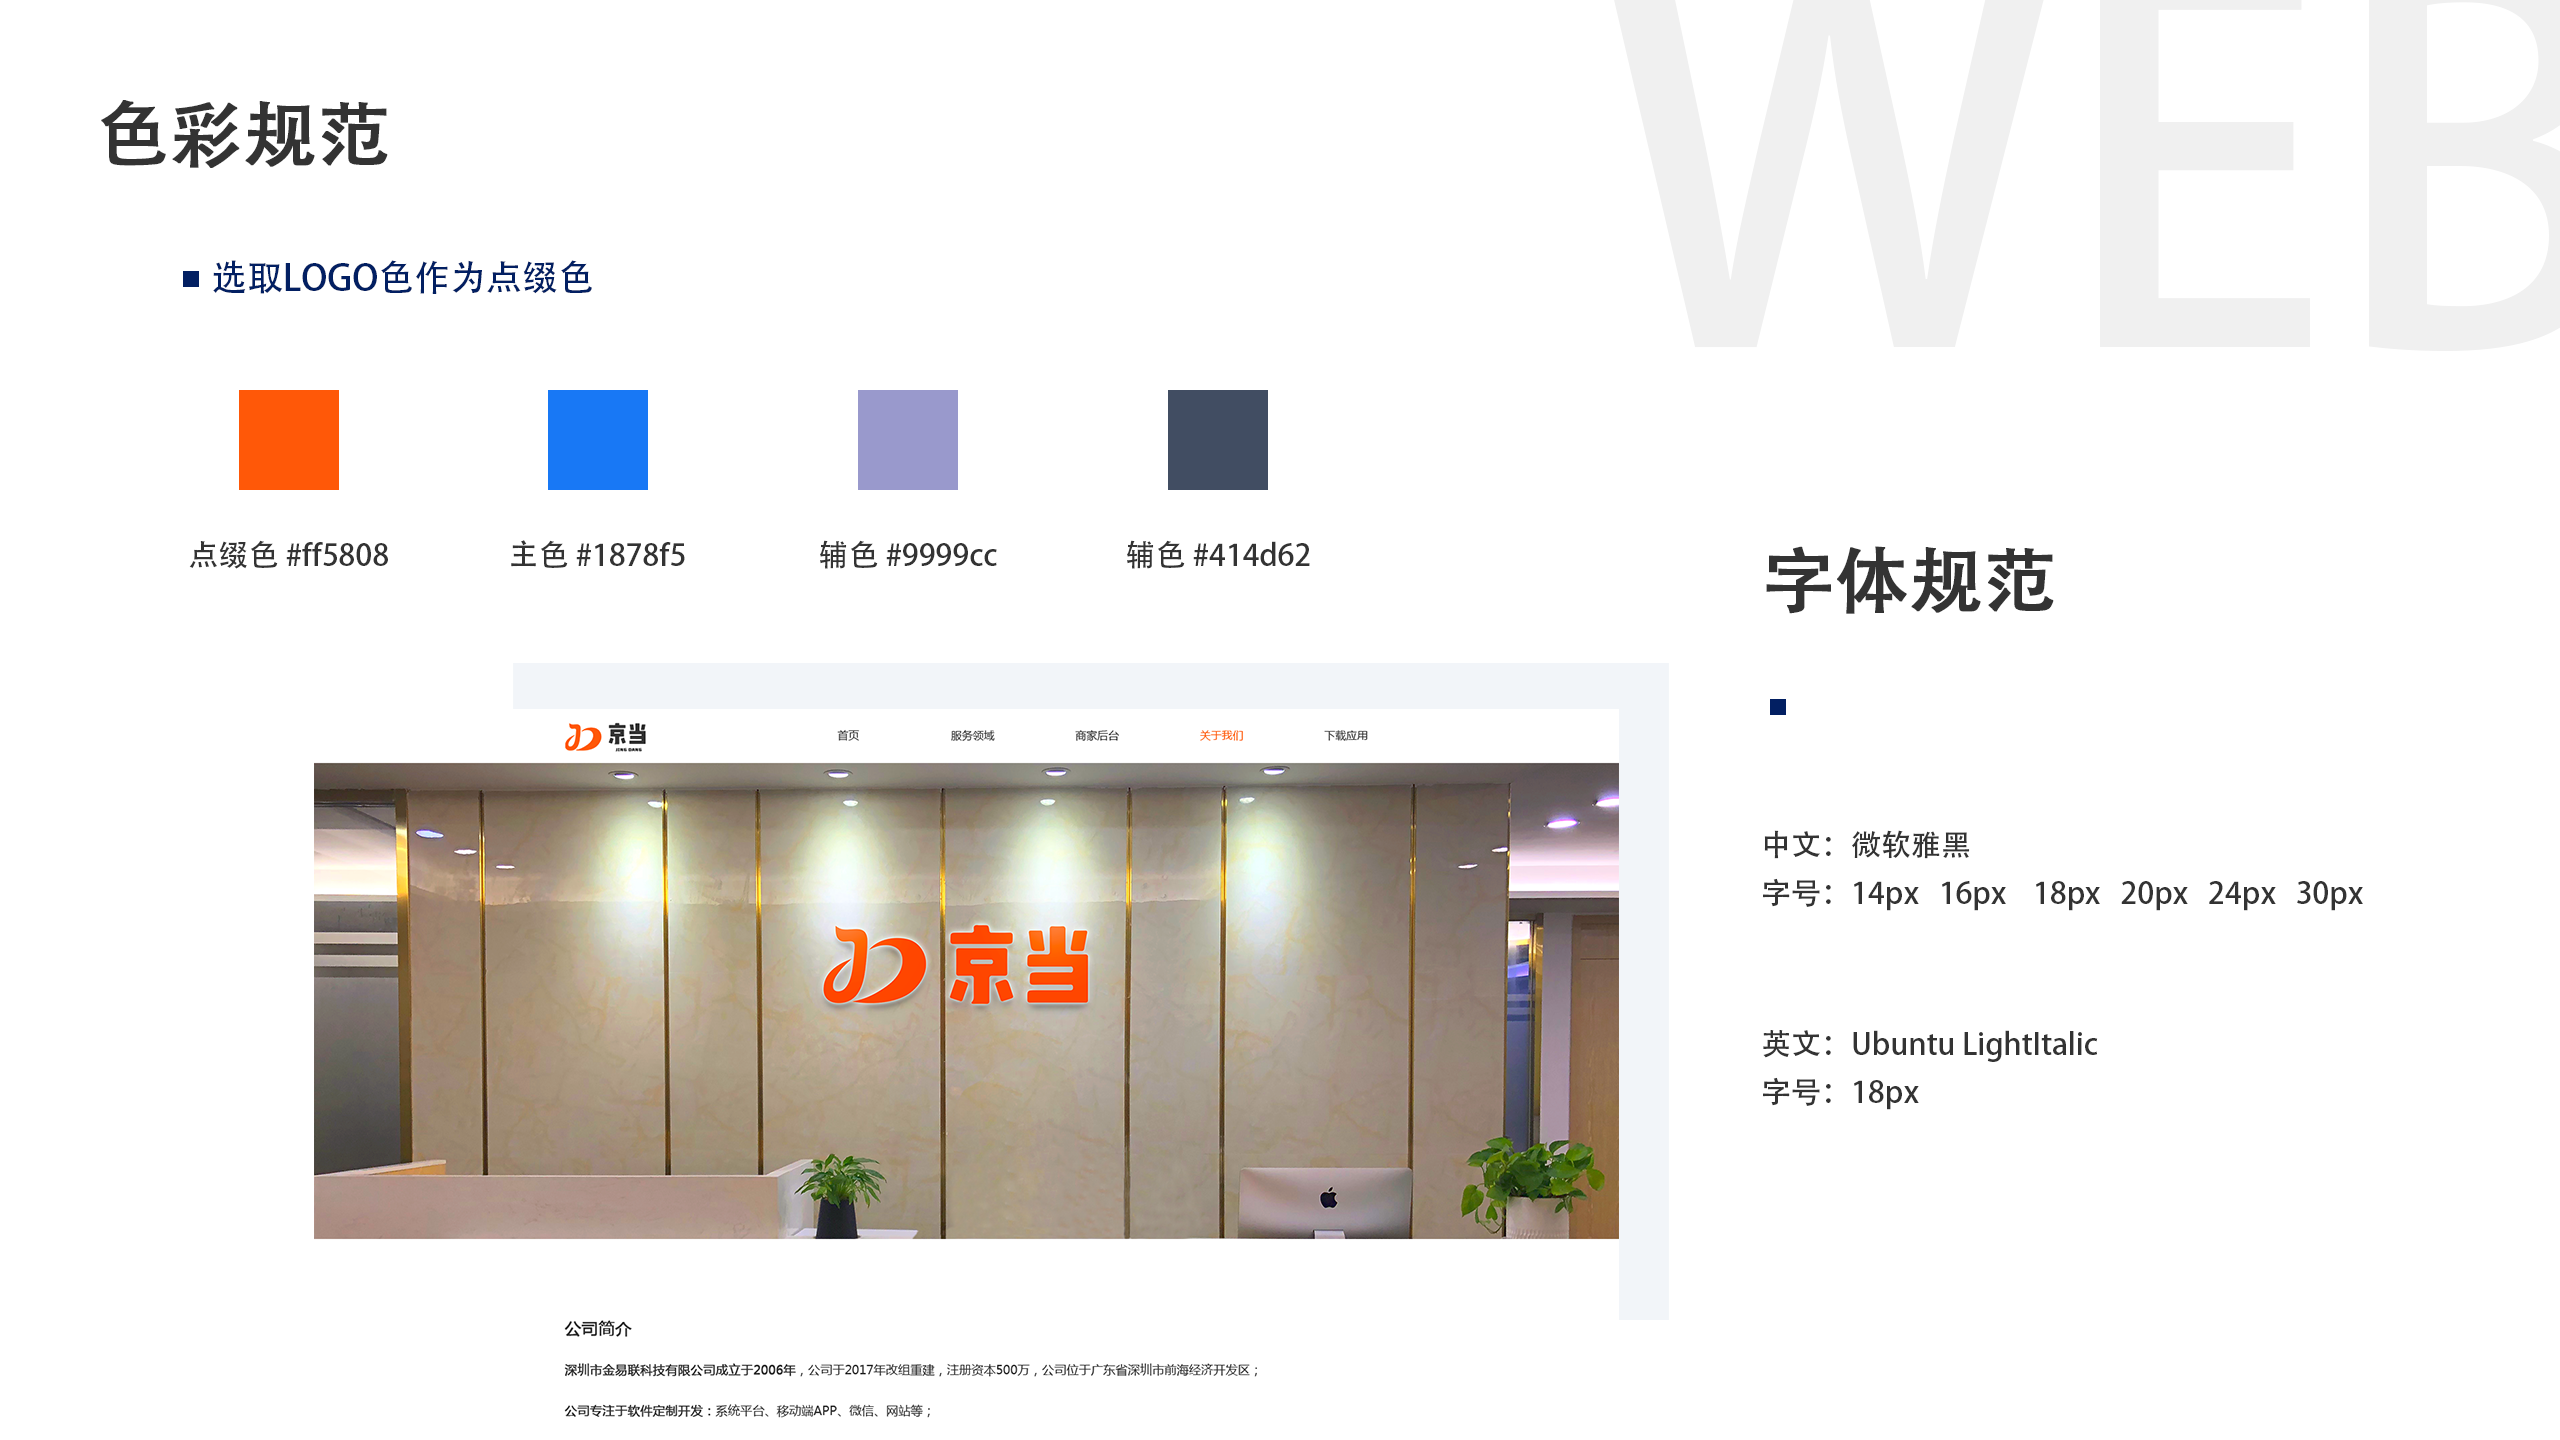 WEB
色彩规范
选取LOGO色作为点缀色
点缀色 #ff5808
主色 #1878f5
辅色 #9999cc
辅色 #414d62
字体规范
中文：微软雅黑
字号：14px 16px 18px 20px 24px 30px
英文：Ubuntu LightItalic
字号：18px
京当
JING DANG
首页 服务领域 商家后台 关于我们 下载应用
京当
公司简介
深圳市金易联科技有限公司成立于2006年，公司于2017年改组重建，注册资本500万，公司位于广东省深圳市前海经济开发区；
公司专注于软件定制开发：系统平台、移动端APP、微信、网站等；